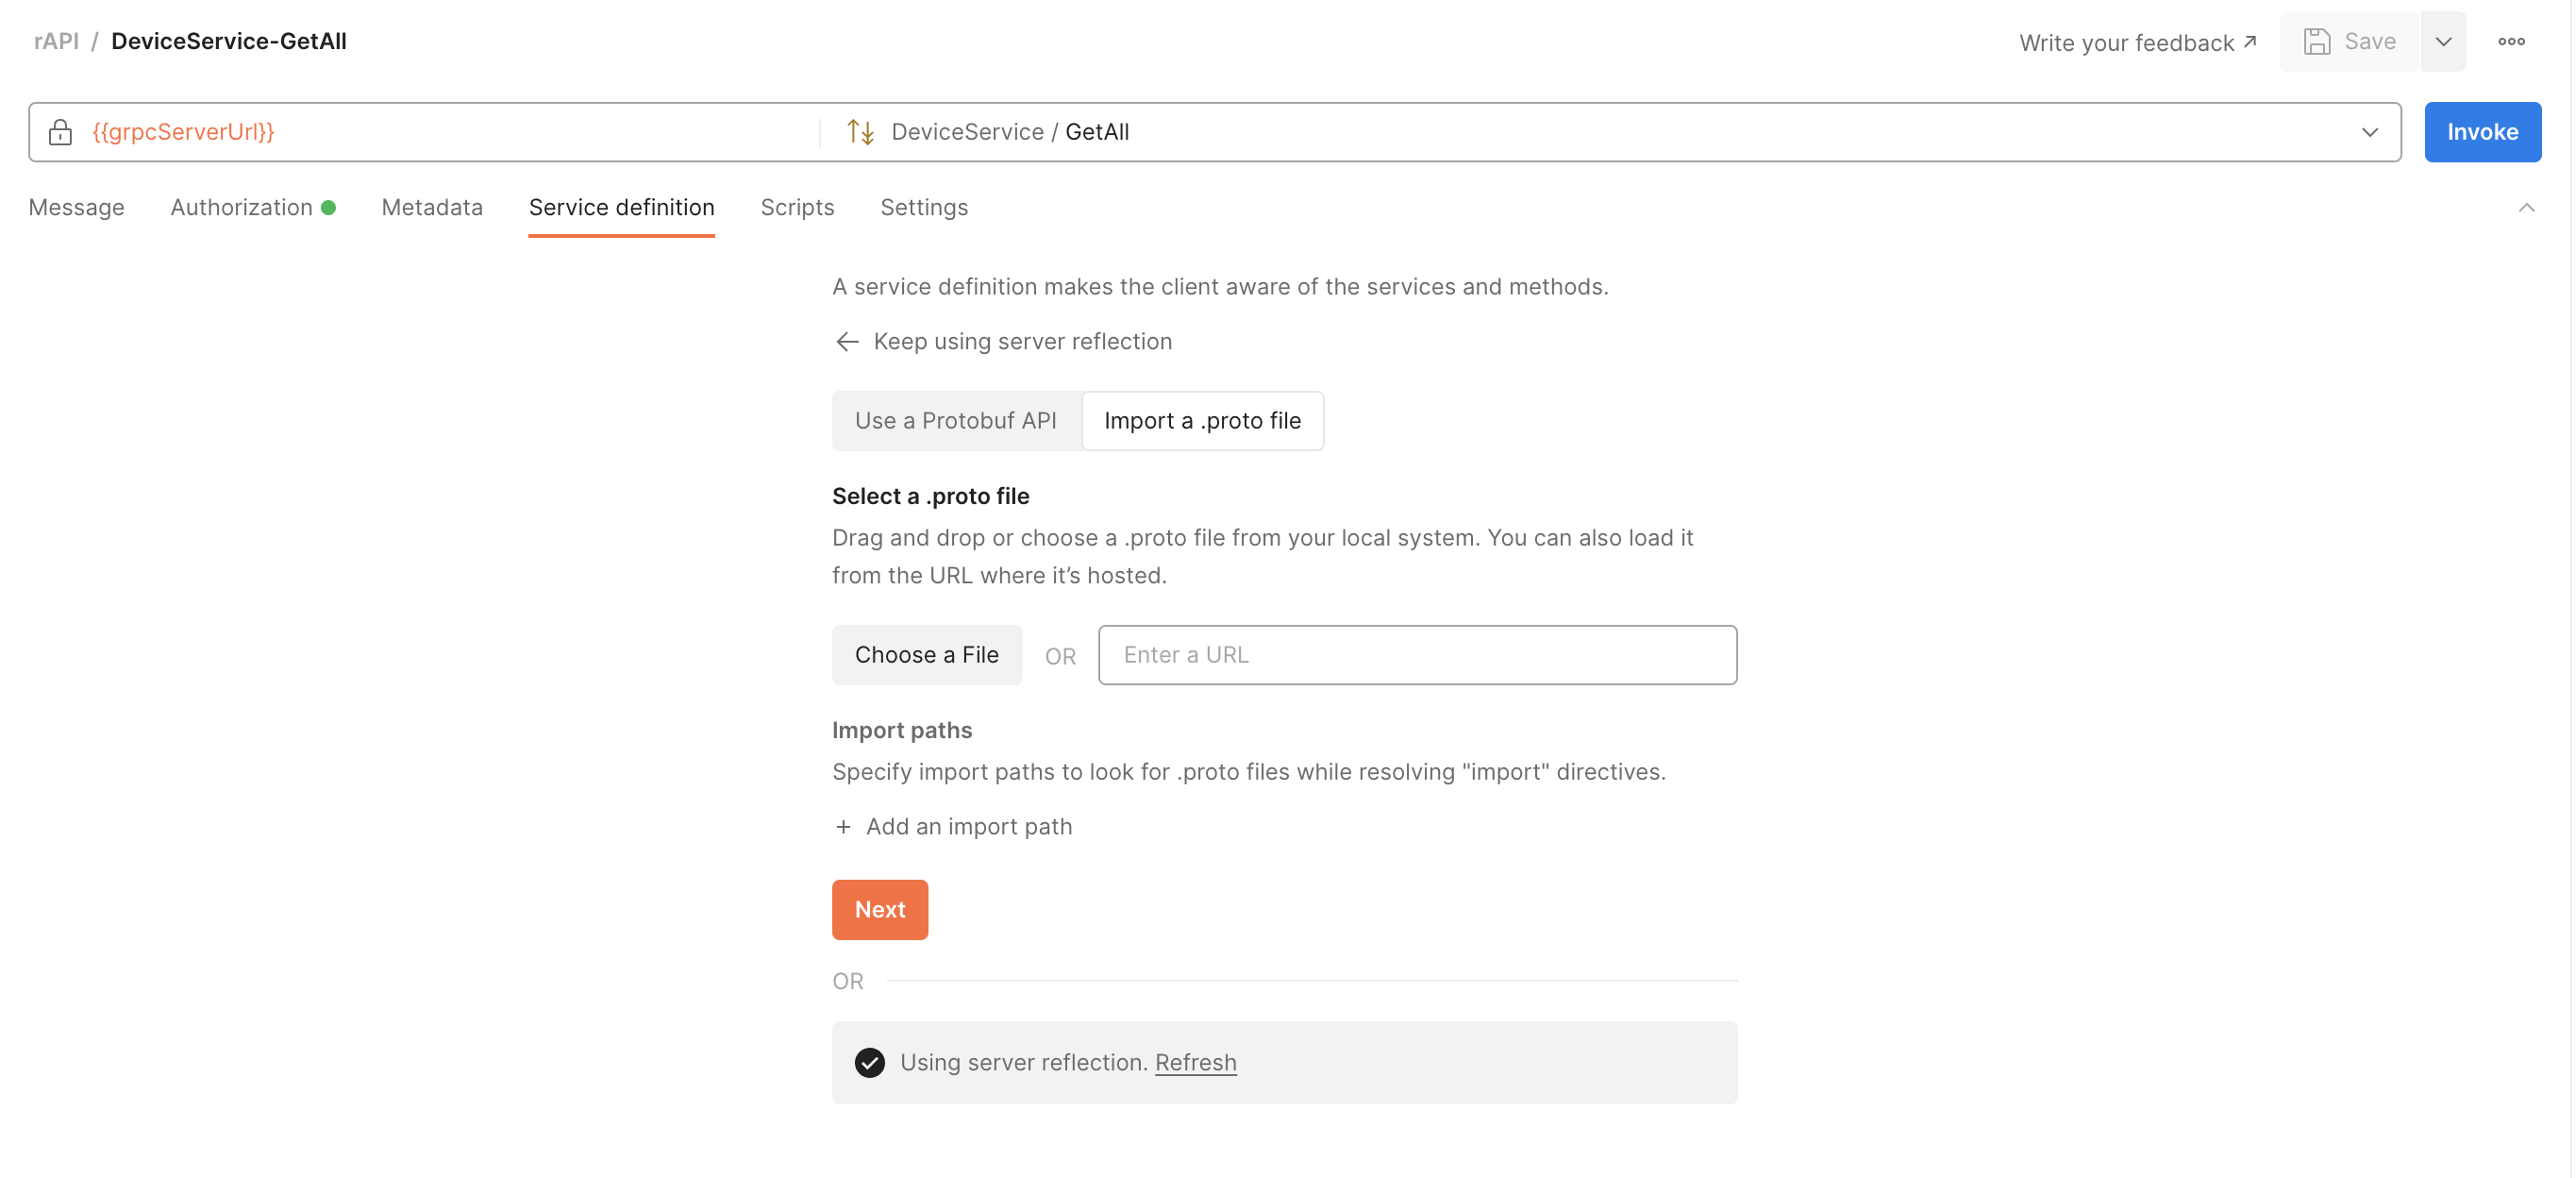 rAPI / DeviceService-GetAll
Write your feedback ↗
Save
{{grpcServerUrl}}
DeviceService / GetAll
Invoke
Message
Authorization
Metadata
Service definition
Scripts
Settings
A service definition makes the client aware of the services and methods.
← Keep using server reflection
Use a Protobuf API
Import a .proto file
Select a .proto file
Drag and drop or choose a .proto file from your local system. You can also load it
from the URL where it’s hosted.
Choose a File
OR
Enter a URL
Import paths
Specify import paths to look for .proto files while resolving "import" directives.
+ Add an import path
Next
OR
Using server reflection. Refresh